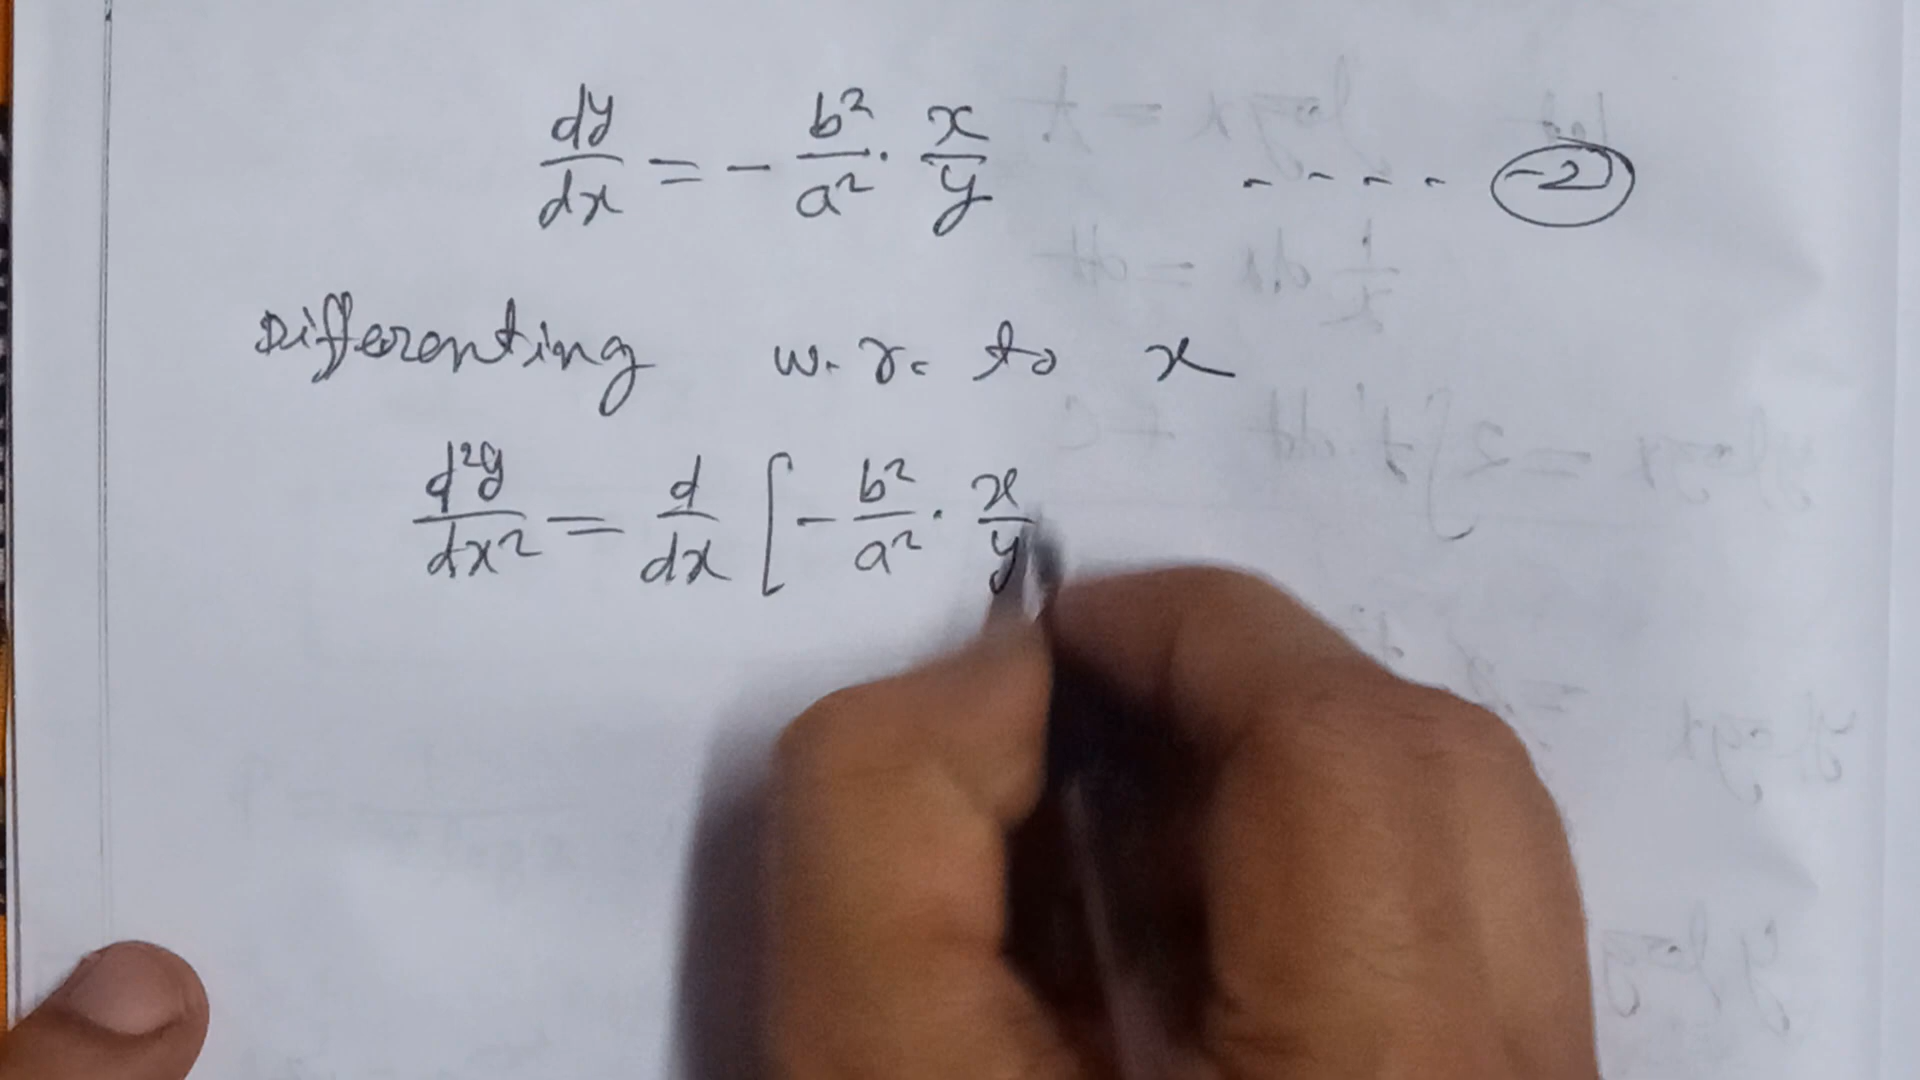 dy/dx = - b²/a² · x/y - - - - (2)
Differenting w.r. to x
d²y/dx² = d/dx [- b²/a² · x/y